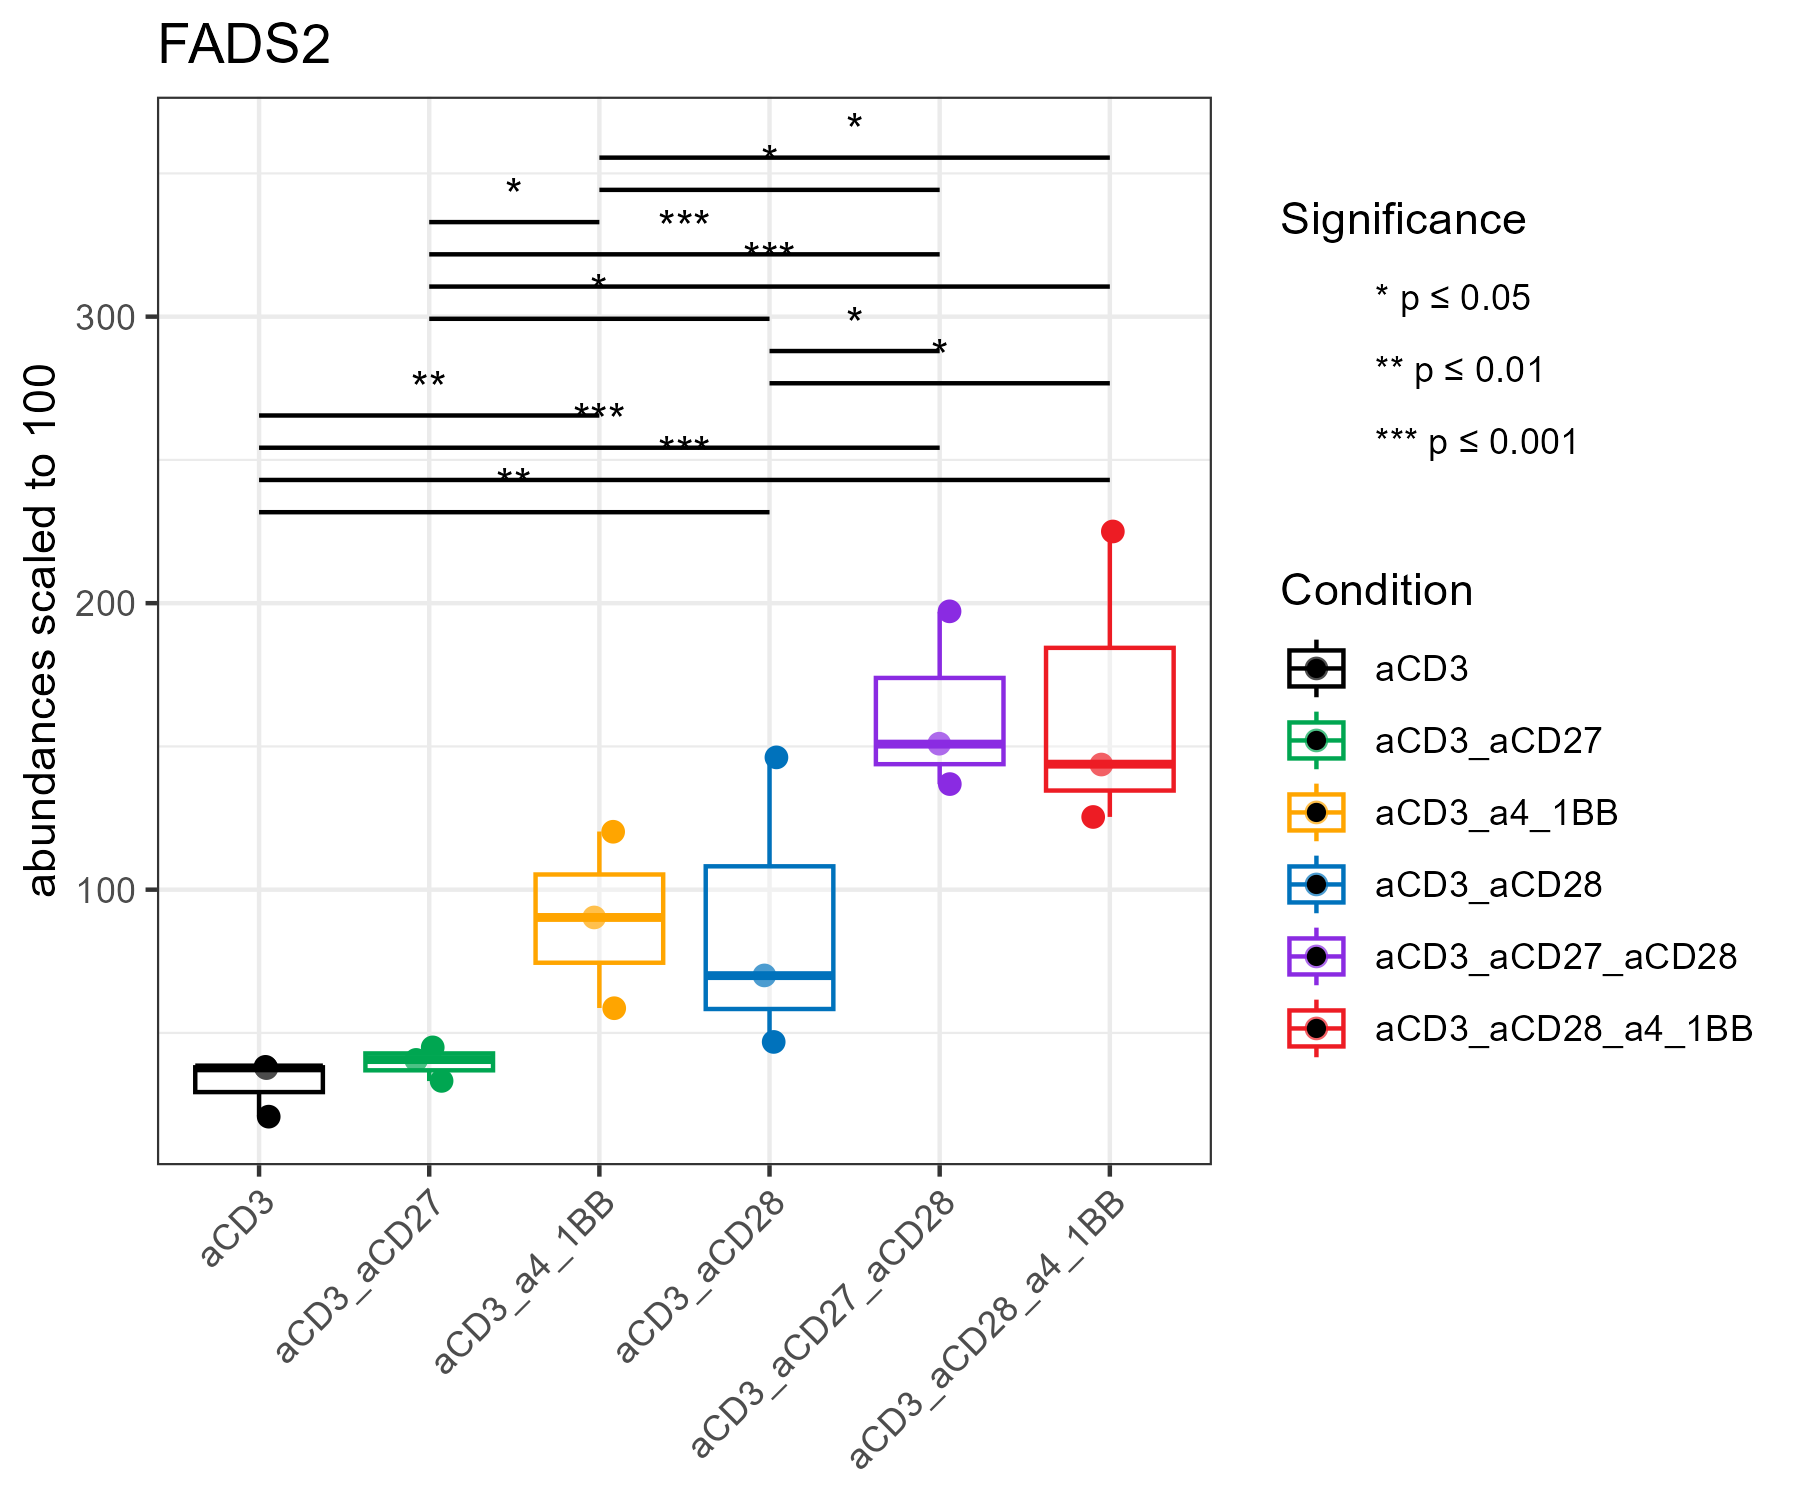 FADS2
abundances scaled to 100
300
200
100
*
*
*
***
***
*
*
*
**
***
***
**
aCD3
aCD3_aCD27
aCD3_a4_1BB
aCD3_aCD28
aCD3_aCD27_aCD28
aCD3_aCD28_a4_1BB
Significance
* p ≤ 0.05
** p ≤ 0.01
*** p ≤ 0.001
Condition
aCD3
aCD3_aCD27
aCD3_a4_1BB
aCD3_aCD28
aCD3_aCD27_aCD28
aCD3_aCD28_a4_1BB